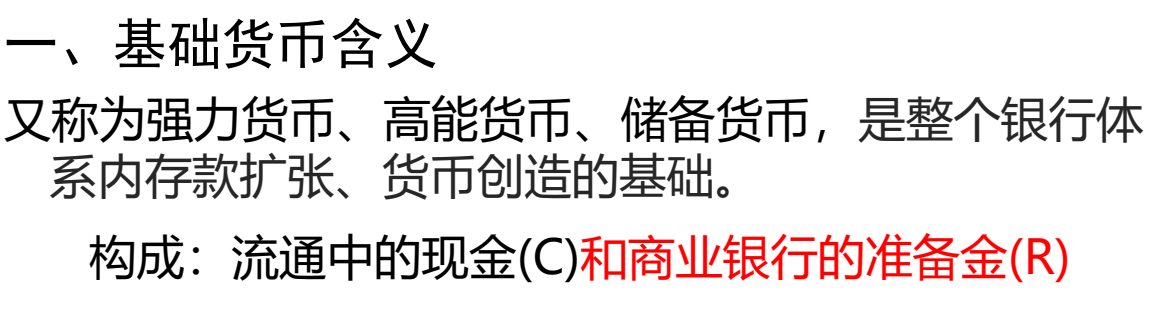 一、基础货币含义
又称为强力货币、高能货币、储备货币，是整个银行体
系内存款扩张、货币创造的基础。
构成：流通中的现金(C)和商业银行的准备金(R)